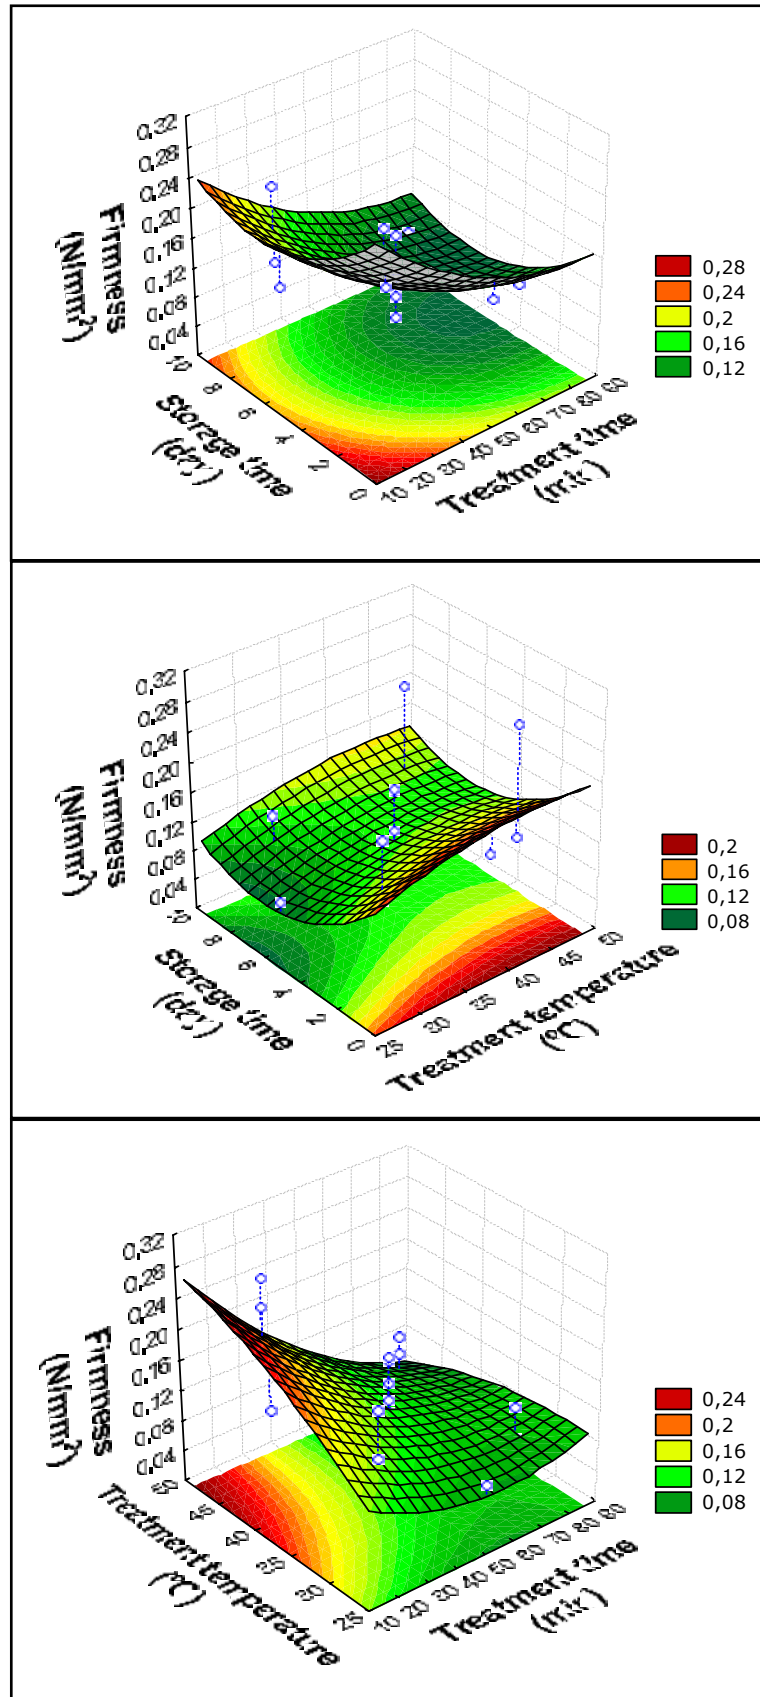 0,32
0,28
0,24
0,20
0,16
0,12
0,08
0,04
Firmness
(N/mm²)
10
8
6
4
2
0
Storage time
(day)
10 20 30 40 50 60 70 80 90
Treatment time
(min)
0,28
0,24
0,2
0,16
0,12
0,32
0,28
0,24
0,20
0,16
0,12
0,08
0,04
Firmness
(N/mm²)
10
8
6
4
2
0
Storage time
(day)
25 30 35 40 45 50
Treatment temperature
(ºC)
0,2
0,16
0,12
0,08
0,32
0,28
0,24
0,20
0,16
0,12
0,08
0,04
Firmness
(N/mm²)
50
45
40
35
30
25
Treatment temperature
(ºC)
10 20 30 40 50 60 70 80 90
Treatment time
(min)
0,24
0,2
0,16
0,12
0,08